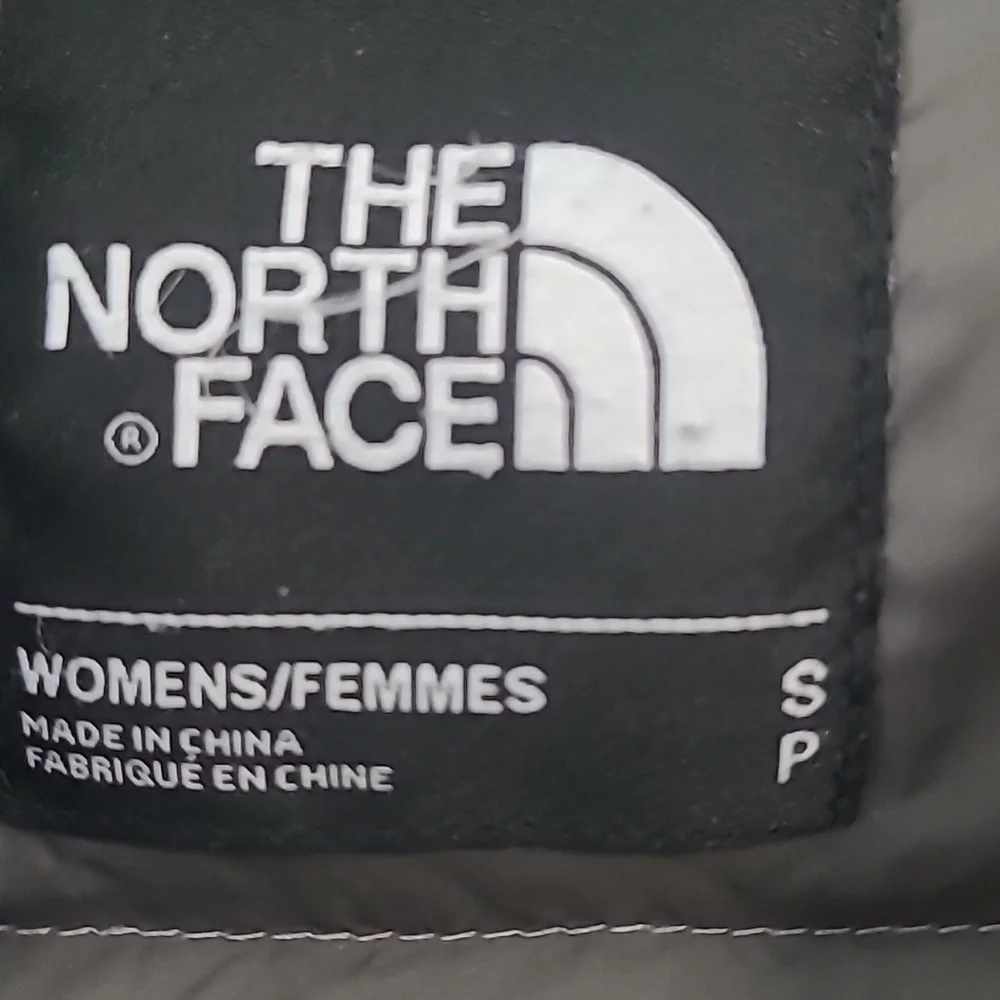 THE
NORTH
® FACE
WOMENS/FEMMES S
MADE IN CHINA P
FABRIQUÉ EN CHINE